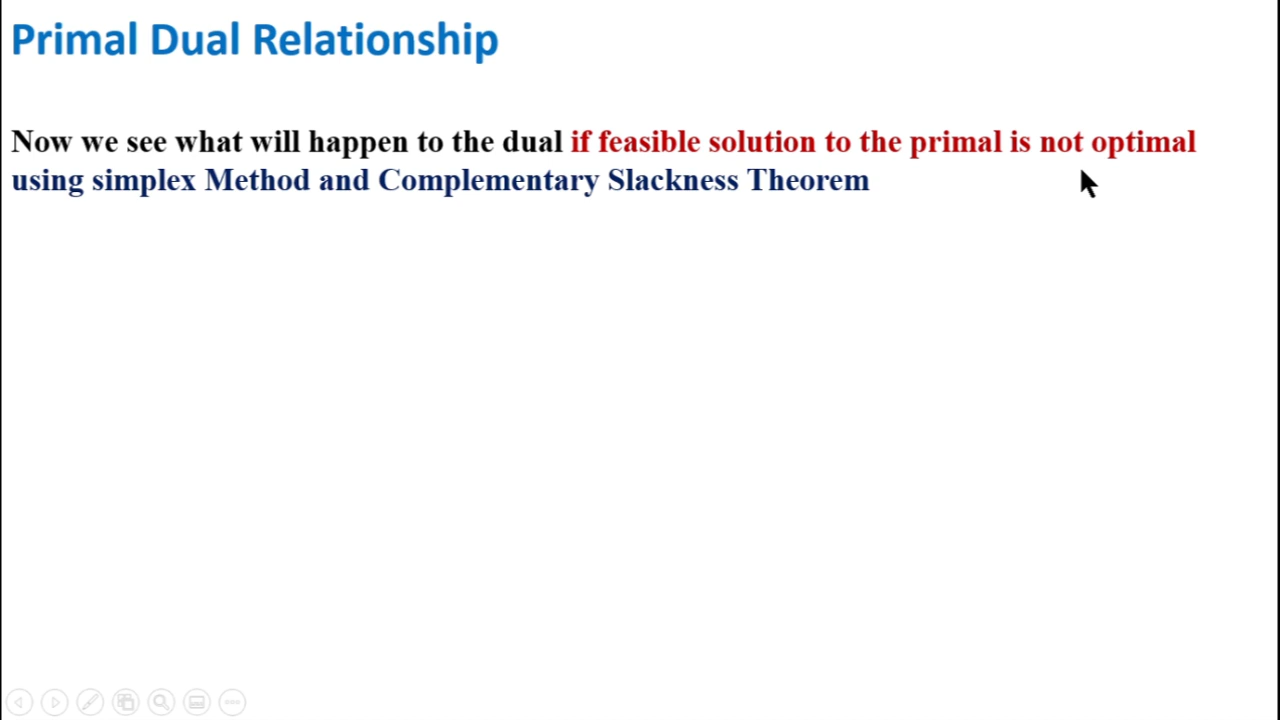 Primal Dual Relationship
Now we see what will happen to the dual if feasible solution to the primal is not optimal
using simplex Method and Complementary Slackness Theorem